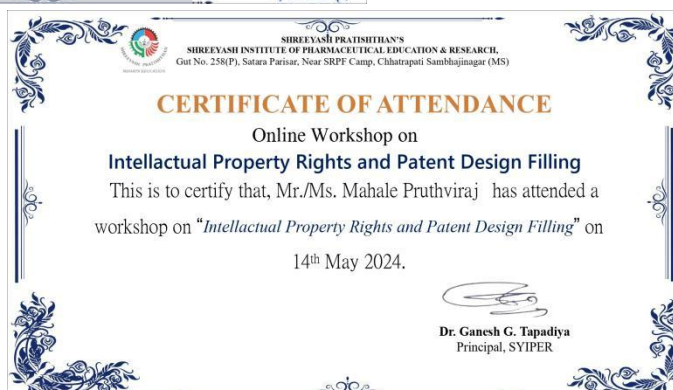 SHREEYASH PRATISHTHAN'S
SHREEYASH INSTITUTE OF PHARMACEUTICAL EDUCATION & RESEARCH,
Gut No. 258(P), Satara Parisar, Near SRPF Camp, Chhatrapati Sambhajinagar (MS)
CERTIFICATE OF ATTENDANCE
Online Workshop on
Intellactual Property Rights and Patent Design Filling
This is to certify that, Mr./Ms. Mahale Pruthviraj has attended a
workshop on "Intellactual Property Rights and Patent Design Filling" on
14th May 2024.
Dr. Ganesh G. Tapadiya
Principal, SYIPER